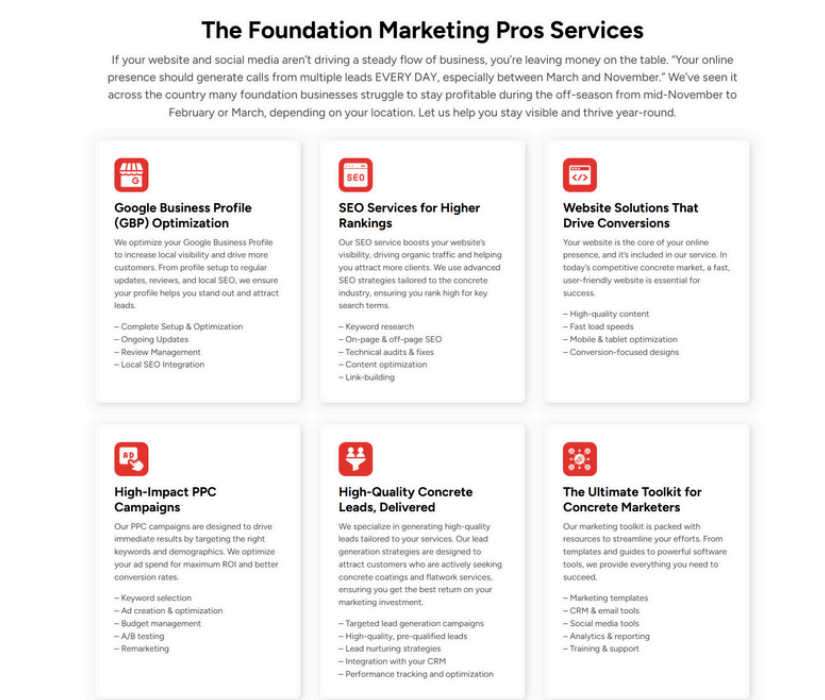 The Foundation Marketing Pros Services
If your website and social media aren't driving a steady flow of business, you're leaving money on the table. "Your online
presence should generate calls from multiple leads EVERY DAY, especially between March and November." We've seen it
across the country many foundation businesses struggle to stay profitable during the off-season from mid-November to
February or March, depending on your location. Let us help you stay visible and thrive year-round.
G
Google Business Profile
(GBP) Optimization
We optimize your Google Business Profile
to increase local visibility and drive more
customers. From profile setup to regular
updates, reviews, and local SEO, we ensure
your profile helps you stand out and attract
leads.
– Complete Setup & Optimization
– Ongoing Updates
– Review Management
– Local SEO Integration
SEO
SEO Services for Higher
Rankings
Our SEO service boosts your website's
visibility, driving organic traffic and helping
you attract more clients. We use advanced
SEO strategies tailored to the concrete
industry, ensuring you rank high for key
search terms.
– Keyword research
– On-page & off-page SEO
– Technical audits & fixes
– Content optimization
– Link-building
</>
Website Solutions That
Drive Conversions
Your website is the core of your online
presence, and it's included in our service. In
today's competitive concrete market, a fast,
user-friendly website is essential for
success.
– High-quality content
– Fast load speeds
– Mobile & tablet optimization
– Conversion-focused designs
AD
High-Impact PPC
Campaigns
Our PPC campaigns are designed to drive
immediate results by targeting the right
keywords and demographics. We optimize
your ad spend for maximum ROI and better
conversion rates.
– Keyword selection
– Ad creation & optimization
– Budget management
– A/B testing
– Remarketing
High-Quality Concrete
Leads, Delivered
We specialize in generating high-quality
leads tailored to your services. Our lead
generation strategies are designed to
attract customers who are actively seeking
concrete coatings and flatwork services,
ensuring you get the best return on your
marketing investment.
– Targeted lead generation campaigns
– High-quality, pre-qualified leads
– Lead nurturing strategies
– Integration with your CRM
– Performance tracking and optimization
The Ultimate Toolkit for
Concrete Marketers
Our marketing toolkit is packed with
resources to streamline your efforts. From
templates and guides to powerful software
tools, we provide everything you need to
succeed.
– Marketing templates
– CRM & email tools
– Social media tools
– Analytics & reporting
– Training & support